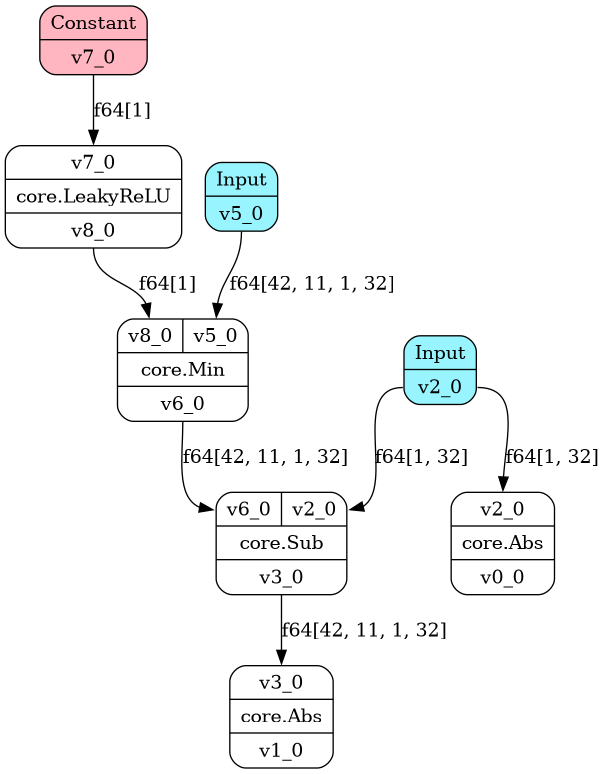 Constant
v7_0
f64[1]
v7_0
core.LeakyReLU
v8_0
Input
v5_0
f64[1]
f64[42, 11, 1, 32]
v8_0 v5_0
core.Min
v6_0
Input
v2_0
f64[42, 11, 1, 32]
f64[1, 32]
f64[1, 32]
v6_0 v2_0
core.Sub
v3_0
v2_0
core.Abs
v0_0
f64[42, 11, 1, 32]
v3_0
core.Abs
v1_0